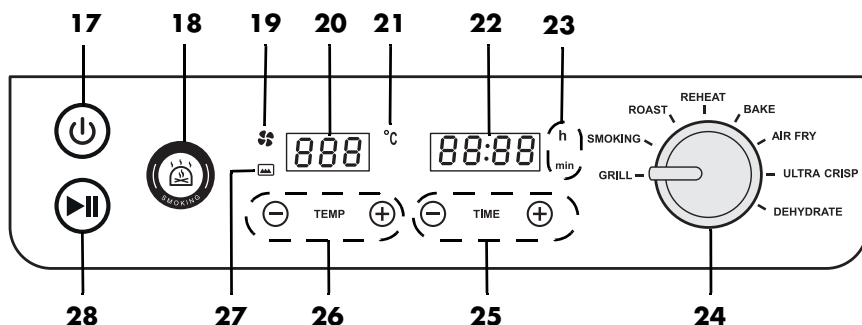 17 18 19 20 21 22 23
REHEAT
ROAST BAKE
°C
888 88:88 h
SMOKING AIR FRY
min
GRILL ULTRA CRISP
SMOKING
− TEMP + − TIME + DEHYDRATE
28 27 26 25 24